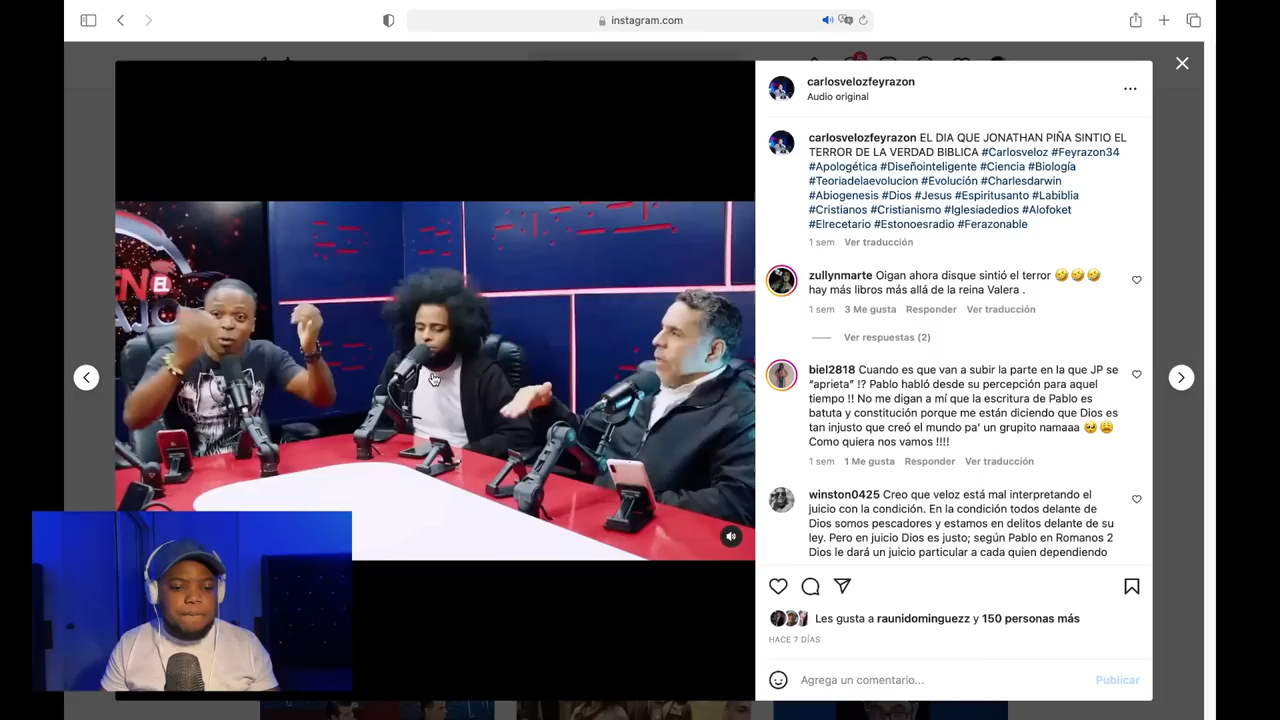 instagram.com
carlosvelozfeyrazon
Audio original
carlosvelozfeyrazon EL DIA QUE JONATHAN PIÑA SINTIO EL
TERROR DE LA VERDAD BIBLICA #Carlosveloz #Feyrazon34
#Apologética #Diseñointeligente #Ciencia #Biología
#Teoriadelaevolucion #Evolución #Charlesdarwin
#Abiogenesis #Dios #Jesus #Espiritusanto #Labiblia
#Cristianos #Cristianismo #Iglesiadedios #Alofoket
#Elrecetario #Estonoesradio #Ferazonable
1 sem Ver traducción
zullynmarte Oigan ahora disque sintió el terror 🤣🤣🤣
hay más libros más allá de la reina Valera .
1 sem 3 Me gusta Responder Ver traducción
Ver respuestas (2)
biel2818 Cuando es que van a subir la parte en la que JP se
“aprieta” !? Pablo habló desde su percepción para aquel
tiempo !! No me digan a mí que la escritura de Pablo es
batuta y constitución porque me están diciendo que Dios es
tan injusto que creó el mundo pa’ un grupito namaaa 🥺😩
Como quiera nos vamos !!!!
1 sem 1 Me gusta Responder Ver traducción
winston0425 Creo que veloz está mal interpretando el
juicio con la condición. En la condición todos delante de
Dios somos pescadores y estamos en delitos delante de su
ley. Pero en juicio Dios es justo; según Pablo en Romanos 2
Dios le dará un juicio particular a cada quien dependiendo
Les gusta a raunidominguezz y 150 personas más
HACE 7 DÍAS
Agrega un comentario...
Publicar